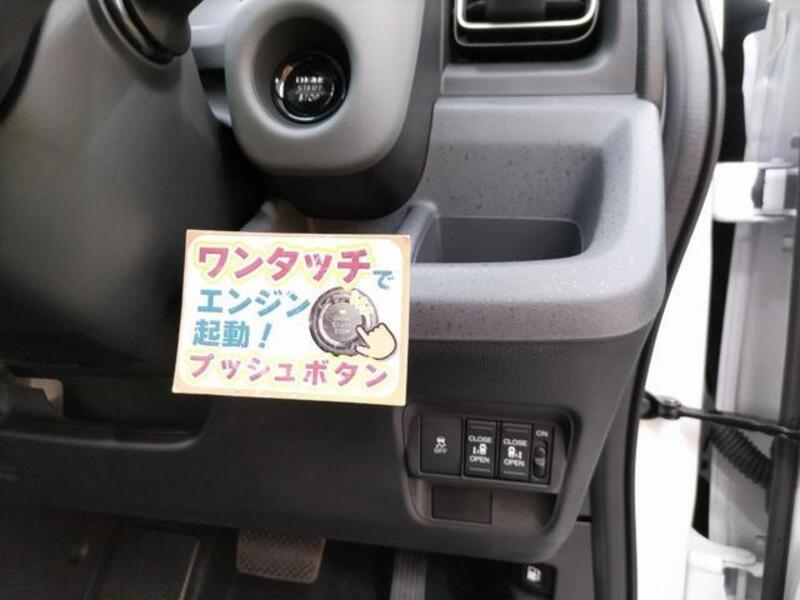 ENGINE
START
STOP
ワンタッチで
エンジン
起動！
プッシュボタン
OFF
CLOSE
OPEN
CLOSE
OPEN
ON